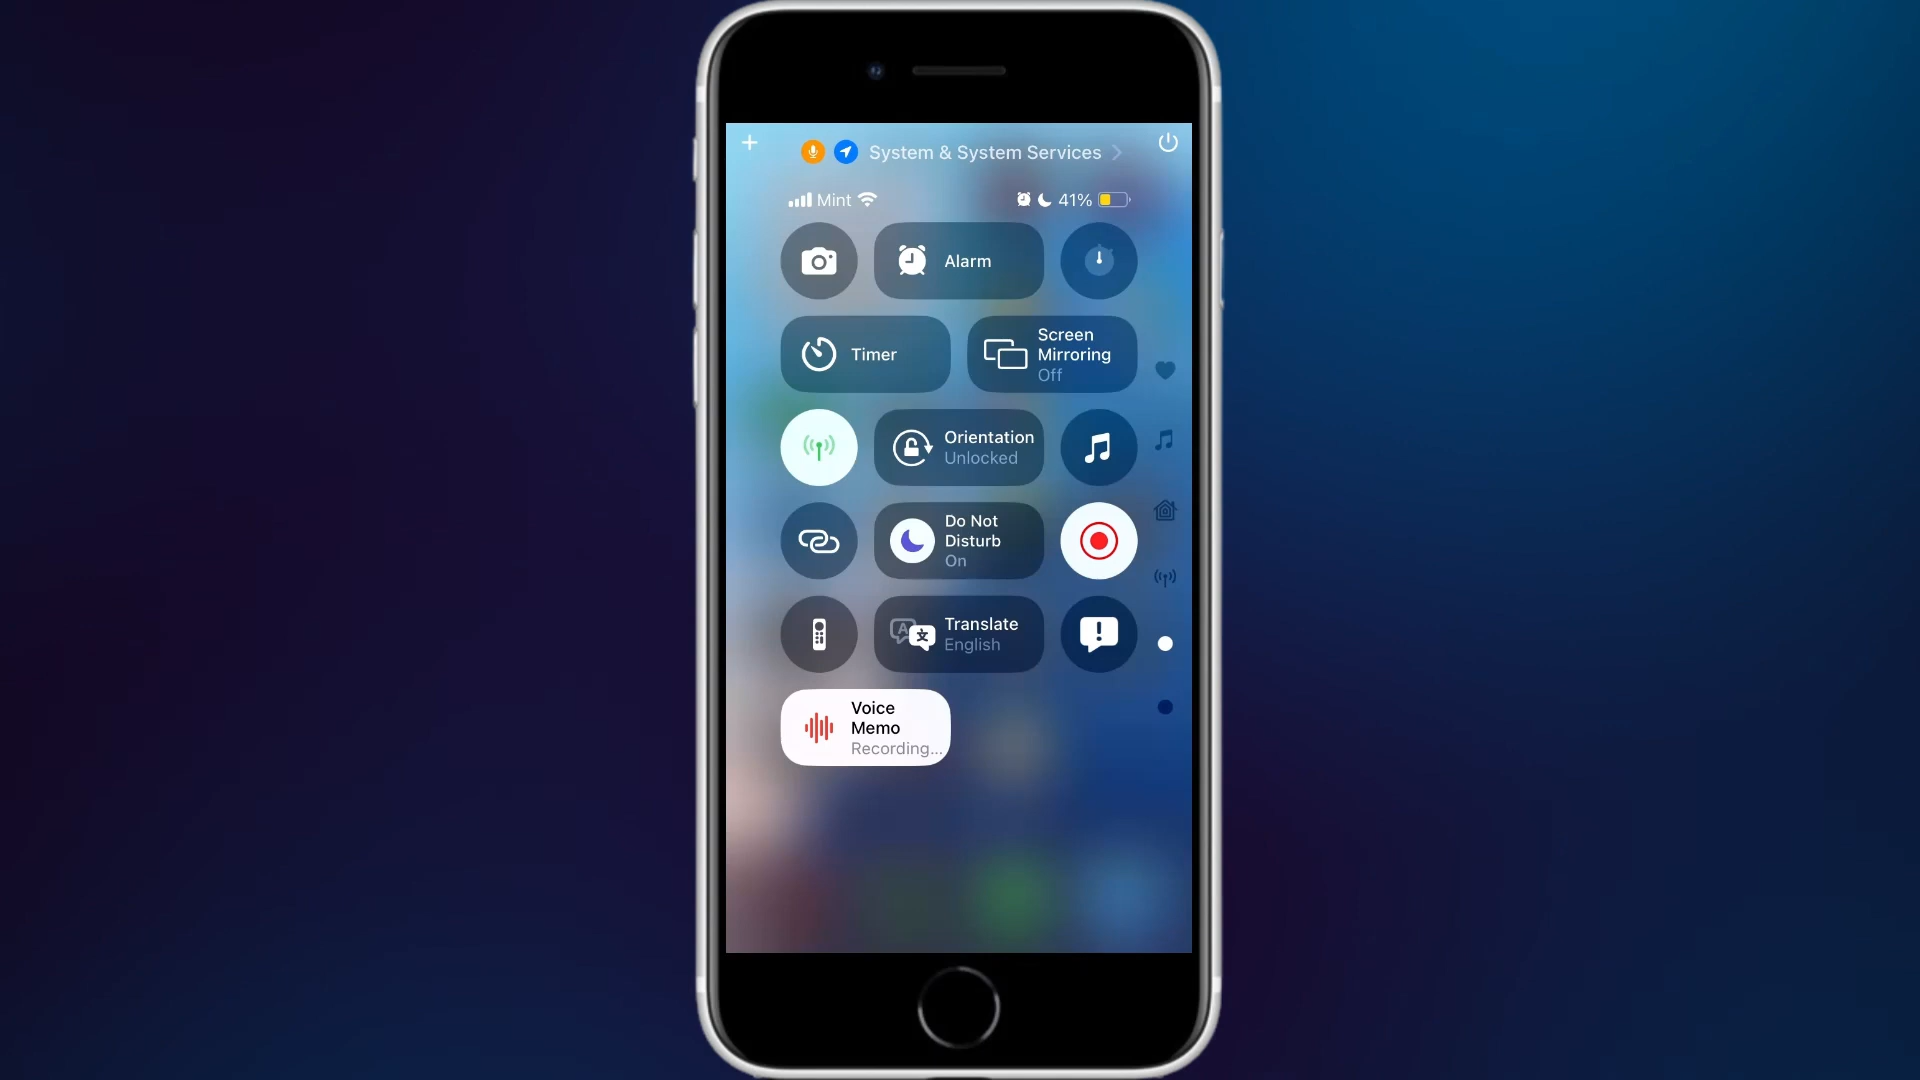 System & System Services
Mint
41%
Alarm
Timer
Screen
Mirroring
Off
Orientation
Unlocked
Do Not
Disturb
On
Translate
English
Voice
Memo
Recording...